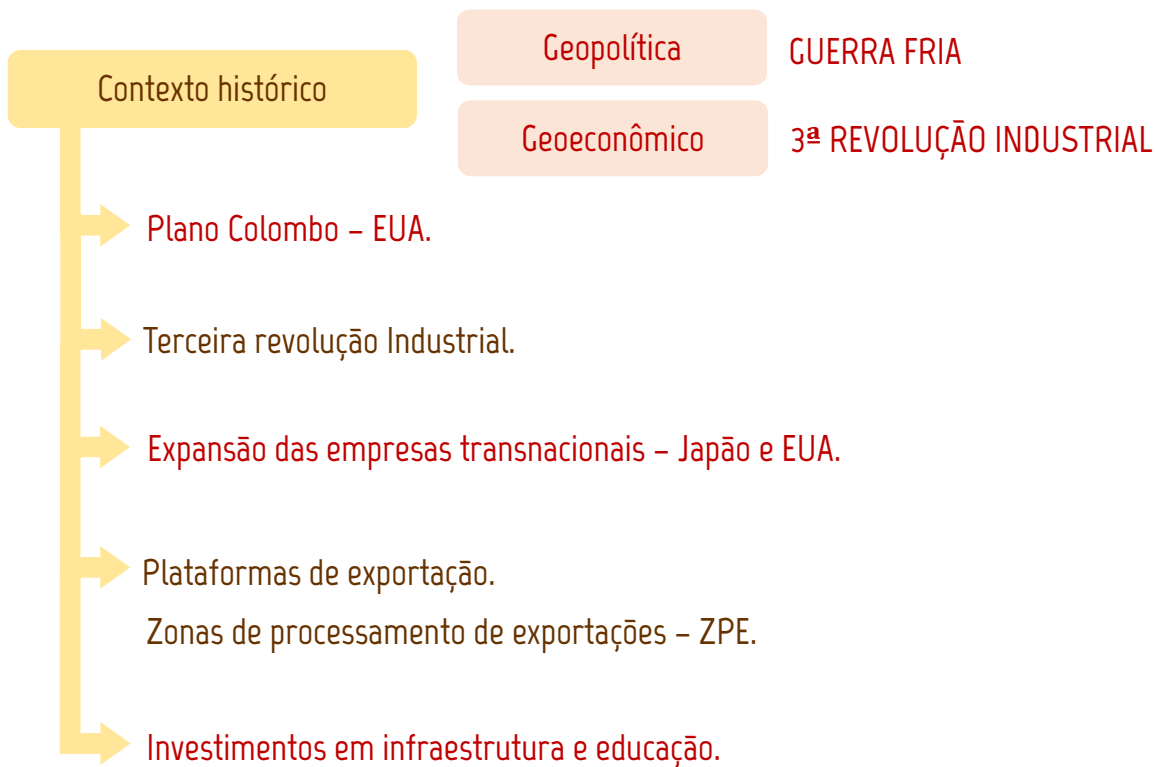 Geopolítica
GUERRA FRIA
Contexto histórico
Geoeconômico
3ª REVOLUÇÃO INDUSTRIAL
Plano Colombo – EUA.
Terceira revolução Industrial.
Expansão das empresas transnacionais – Japão e EUA.
Plataformas de exportação.
Zonas de processamento de exportações – ZPE.
Investimentos em infraestrutura e educação.